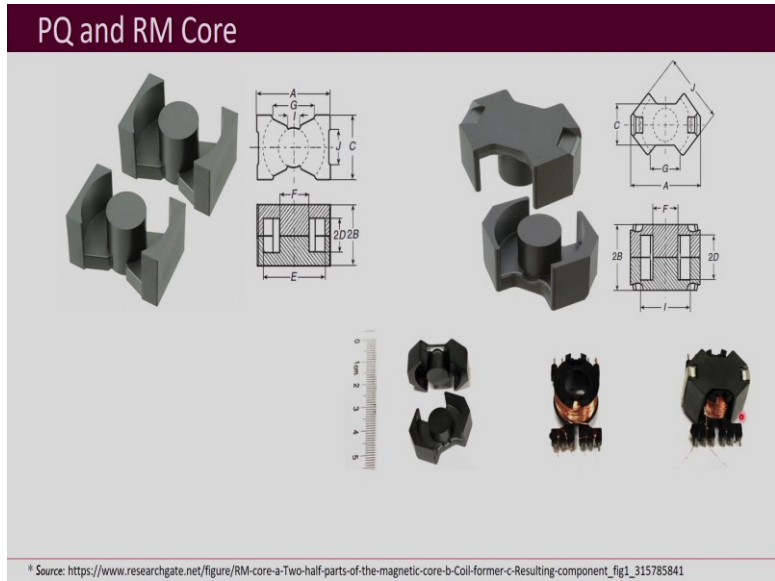 PQ and RM Core
A
G
I
J
C
F
2D
2B
E
J
C
G
A
F
2B
2D
I
0
1cm
2
3
4
5
* Source: https://www.researchgate.net/figure/RM-core-a-Two-half-parts-of-the-magnetic-core-b-Coil-former-c-Resulting-component_fig1_315785841